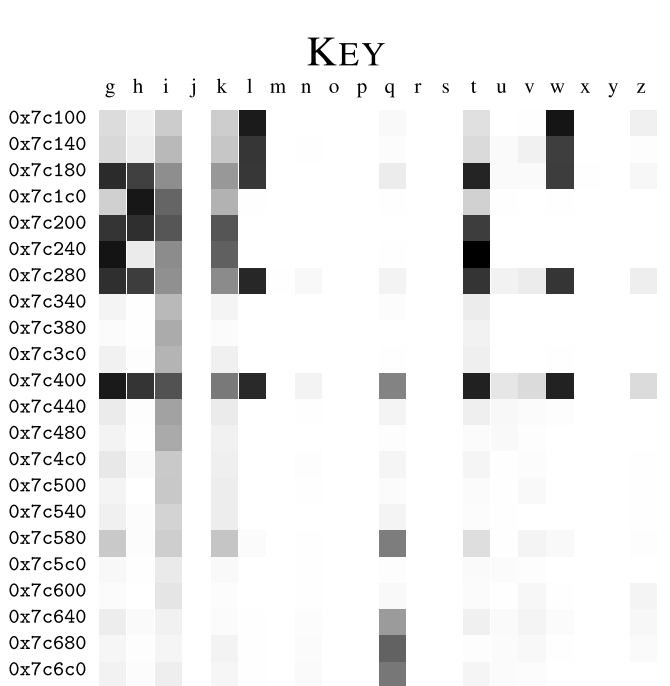 KEY
g h i j k l m n o p q r s t u v w x y z
0x7c100
0x7c140
0x7c180
0x7c1c0
0x7c200
0x7c240
0x7c280
0x7c340
0x7c380
0x7c3c0
0x7c400
0x7c440
0x7c480
0x7c4c0
0x7c500
0x7c540
0x7c580
0x7c5c0
0x7c600
0x7c640
0x7c680
0x7c6c0